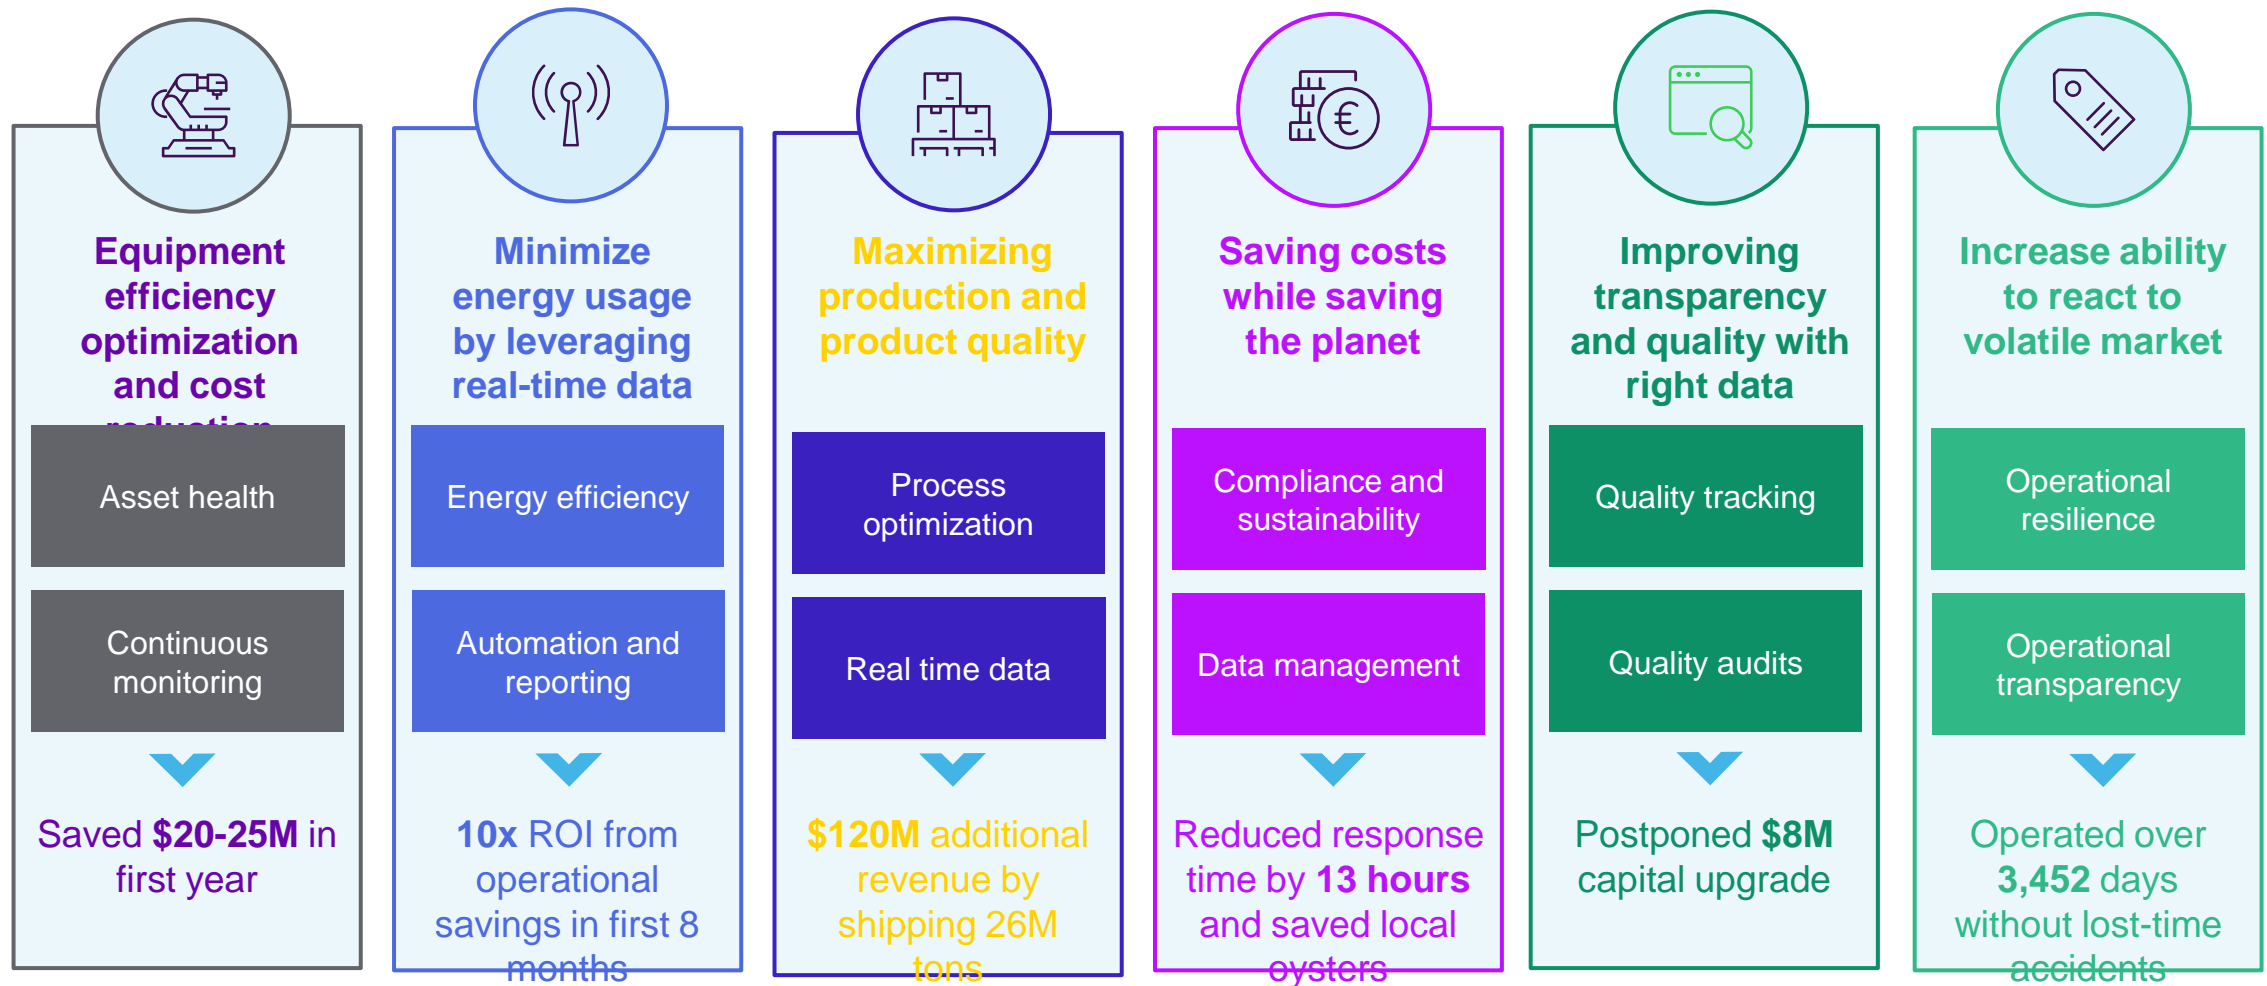 Equipment
efficiency
optimization
and cost
reduction
Asset health
Continuous
monitoring
Saved $20-25M in
first year
Minimize
energy usage
by leveraging
real-time data
Energy efficiency
Automation and
reporting
10x ROI from
operational
savings in first 8
months
Maximizing
production and
product quality
Process
optimization
Real time data
$120M additional
revenue by
shipping 26M
tons
Saving costs
while saving
the planet
Compliance and
sustainability
Data management
Reduced response
time by 13 hours
and saved local
oysters
Improving
transparency
and quality with
right data
Quality tracking
Quality audits
Postponed $8M
capital upgrade
Increase ability
to react to
volatile market
Operational
resilience
Operational
transparency
Operated over
3,452 days
without lost-time
accidents